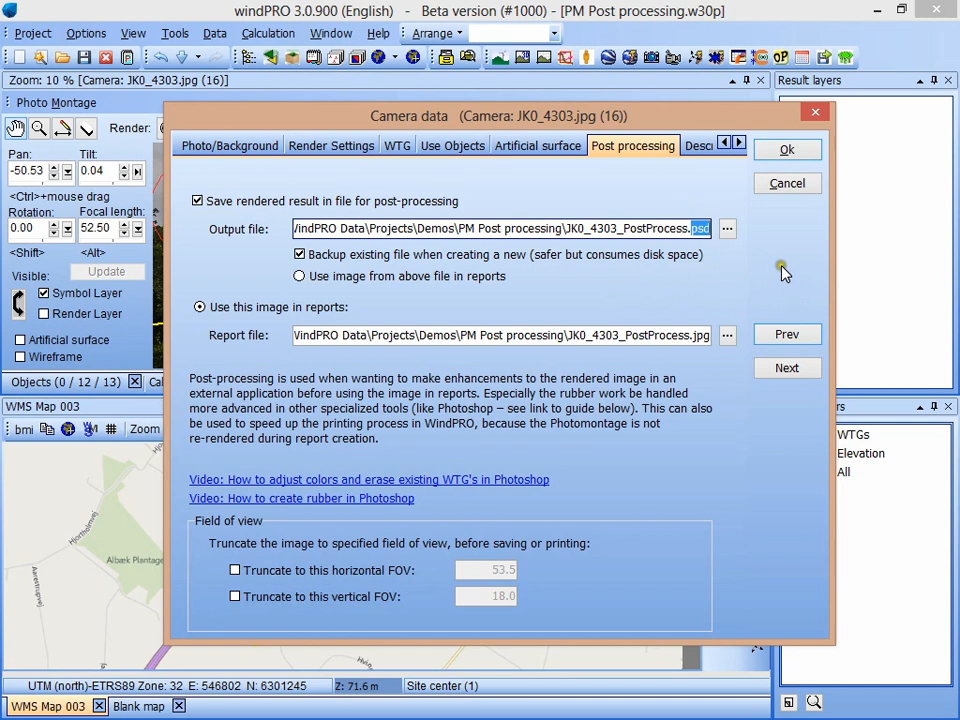 windPRO 3.0.900 (English) - Beta version (#1000) - [PM Post processing.w30p]
Project Options View Tools Data Calculation Window Help Arrange
Zoom: 10 % [Camera: JK0_4303.jpg (16)]
Result layers
Photo Montage
Render:
Pan: Tilt:
-50.53 0.04
<Ctrl>+mouse drag
Rotation: Focal length:
0.00 52.50
<Shift> <Alt>
Visible: Update
Symbol Layer
Render Layer
Artificial surface
Wireframe
Objects (0 / 12 / 13)
WMS Map 003
bmi Zoom
Camera data (Camera: JK0_4303.jpg (16))
Photo/Background Render Settings WTG Use Objects Artificial surface Post processing Descr
Ok
Cancel
Save rendered result in file for post-processing
Output file: WindPRO Data\Projects\Demos\PM Post processing\JK0_4303_PostProcess.psd ...
Backup existing file when creating a new (safer but consumes disk space)
Use image from above file in reports
Use this image in reports:
Report file: WindPRO Data\Projects\Demos\PM Post processing\JK0_4303_PostProcess.jpg ...
Prev
Next
Post-processing is used when wanting to make enhancements to the rendered image in an
external application before using the image in reports. Especially the rubber work be handled
more advanced in other specialized tools (like Photoshop – see link to guide below). This can also
be used to speed up the printing process in WindPRO, because the Photomontage is not
re-rendered during report creation.
Video: How to adjust colors and erase existing WTG's in Photoshop
Video: How to create rubber in Photoshop
Field of view
Truncate the image to specified field of view, before saving or printing:
Truncate to this horizontal FOV: 53.5
Truncate to this vertical FOV: 18.0
WTGs
Elevation
All
Hjortholmvej
Albæk Plantage
Aarestrupvej
UTM (north)-ETRS89 Zone: 32 E: 546802 N: 6301245 Z: 71.6 m Site center (1)
WMS Map 003 Blank map